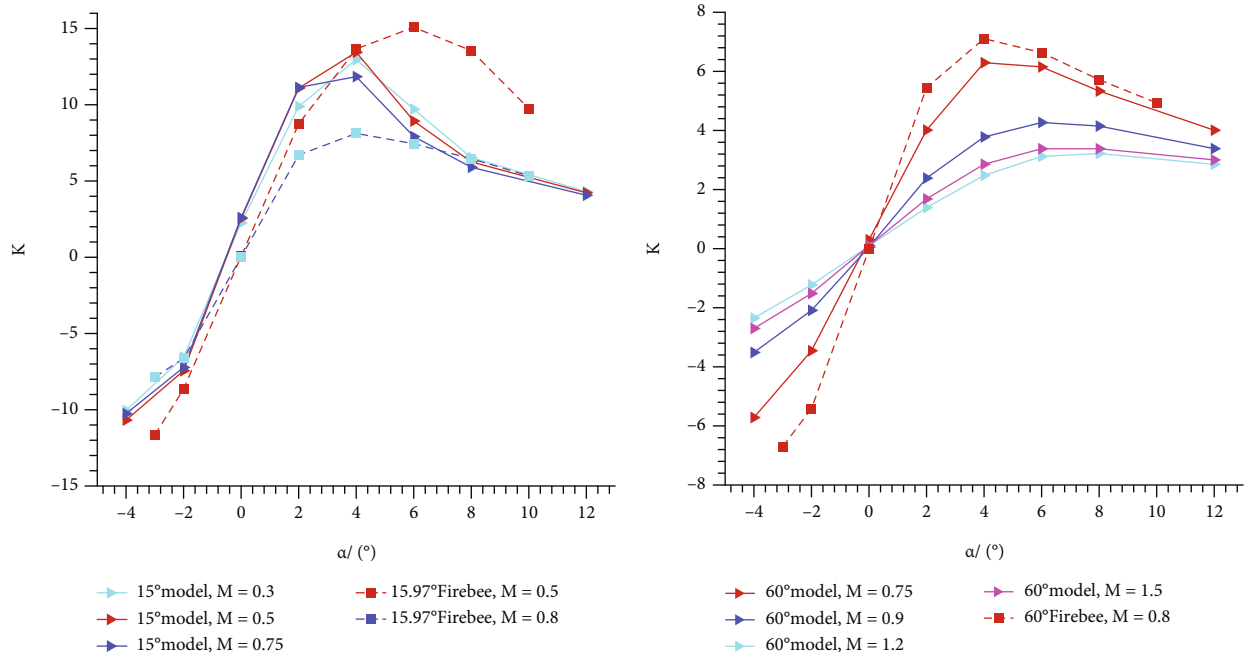 15
10
5
0
−5
−10
−15
K
−4 −2 0 2 4 6 8 10 12
α/ (°)
15°model, M = 0.3
15°model, M = 0.5
15°model, M = 0.75
15.97°Firebee, M = 0.5
15.97°Firebee, M = 0.8
8
6
4
2
0
−2
−4
−6
−8
K
−4 −2 0 2 4 6 8 10 12
α/ (°)
60°model, M = 0.75
60°model, M = 0.9
60°model, M = 1.2
60°model, M = 1.5
60°Firebee, M = 0.8